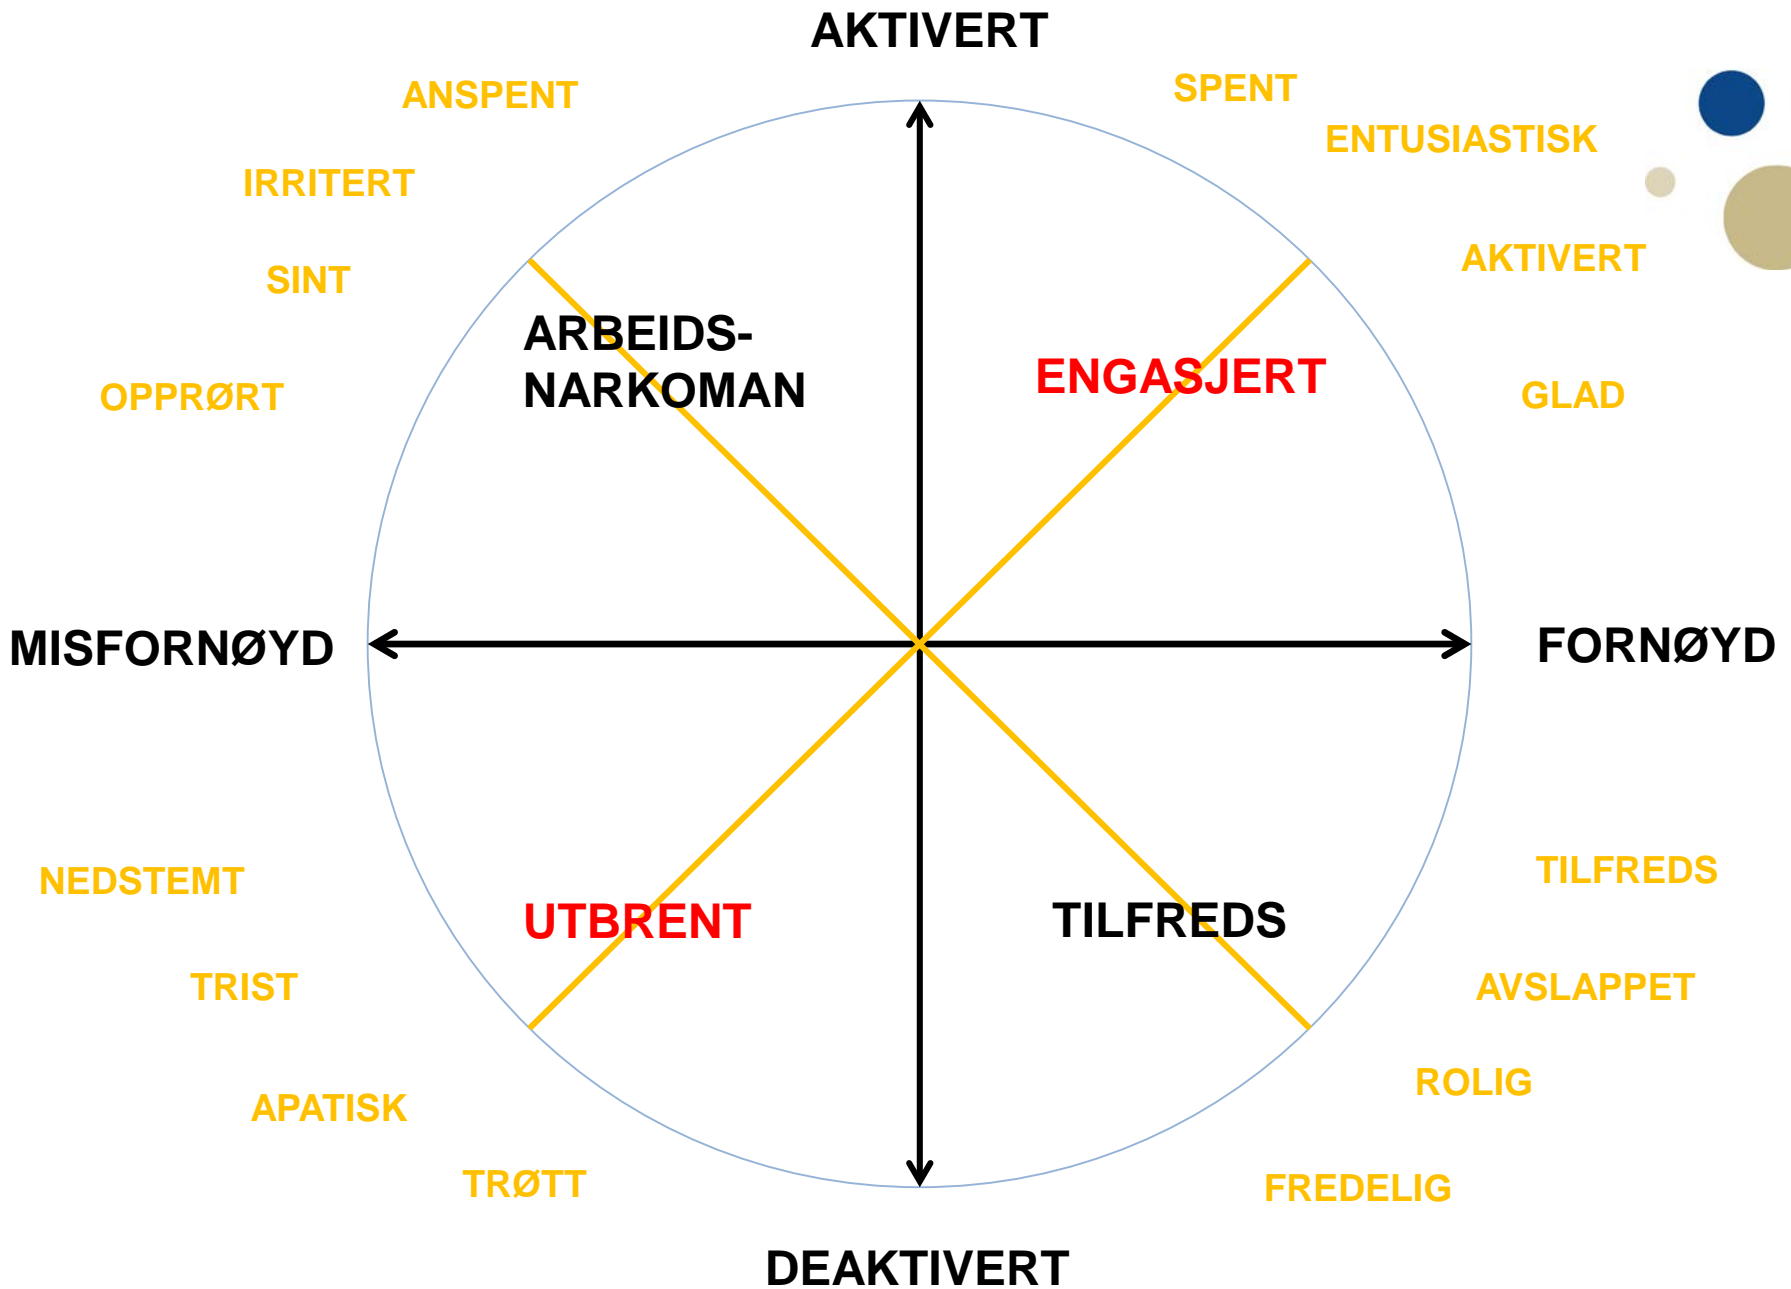 AKTIVERT
ANSPENT
SPENT
ENTUSIASTISK
IRRITERT
AKTIVERT
SINT
ARBEIDS-
NARKOMAN
ENGASJERT
OPPRØRT
GLAD
MISFORNØYD
FORNØYD
NEDSTEMT
TILFREDS
UTBRENT
TILFREDS
TRIST
AVSLAPPET
ROLIG
APATISK
TRØTT
FREDELIG
DEAKTIVERT